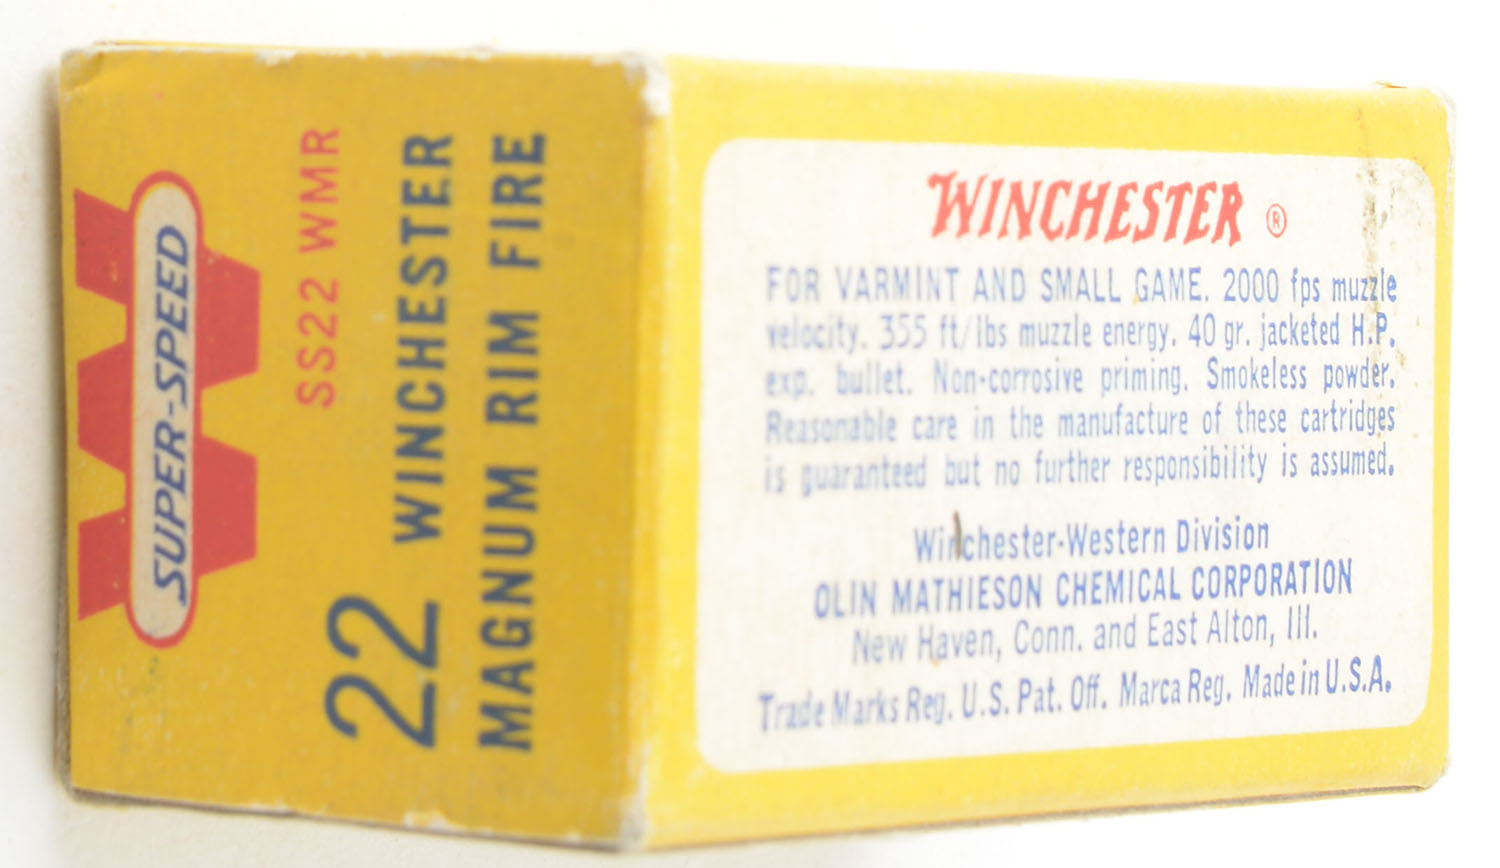 SUPER-SPEED
SS22 WMR
22 WINCHESTER
MAGNUM RIM FIRE
WINCHESTER ®
FOR VARMINT AND SMALL GAME. 2000 fps muzzle
velocity. 355 ft/lbs muzzle energy. 40 gr. jacketed H.P.
exp. bullet. Non-corrosive priming. Smokeless powder.
Reasonable care in the manufacture of these cartridges
is guaranteed but no further responsibility is assumed.
Winchester-Western Division
OLIN MATHIESON CHEMICAL CORPORATION
New Haven, Conn. and East Alton, Ill.
Trade Marks Reg. U.S. Pat. Off. Marca Reg. Made in U.S.A.